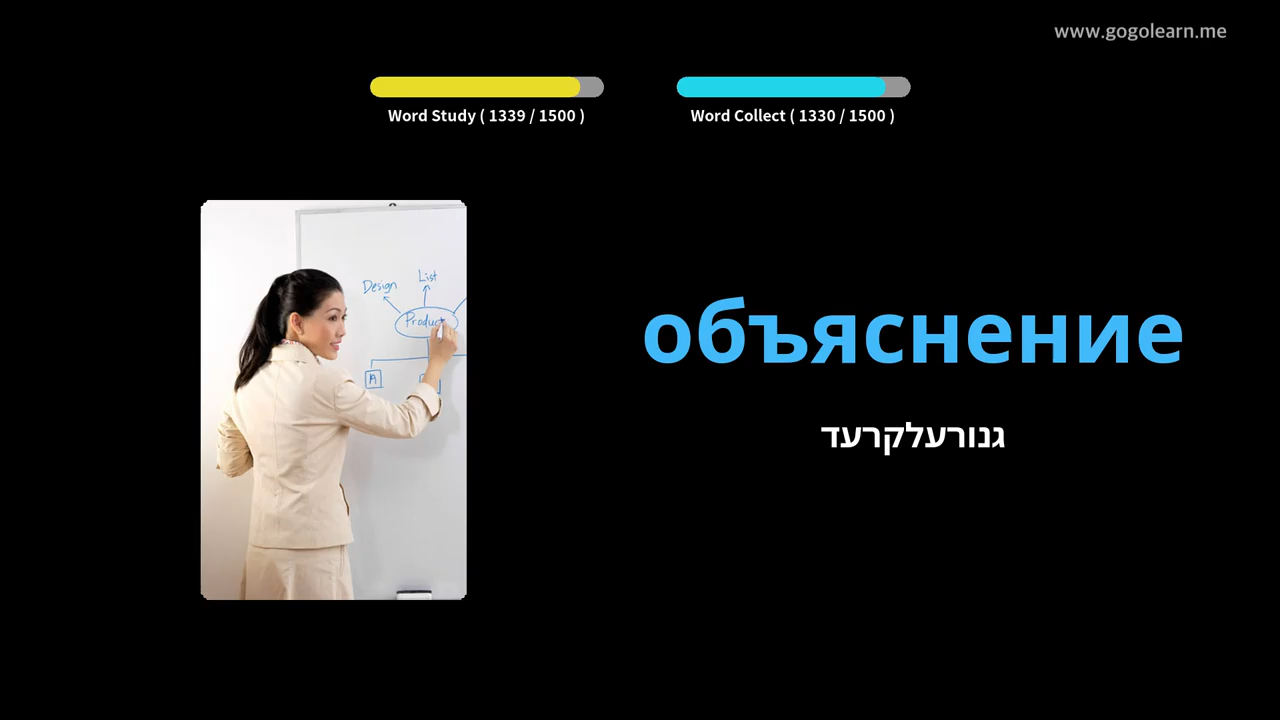 www.gogolearn.me
Word Study ( 1339 / 1500 )
Word Collect ( 1330 / 1500 )
Design
List
Product
A
объяснение
גנורעלקרעד